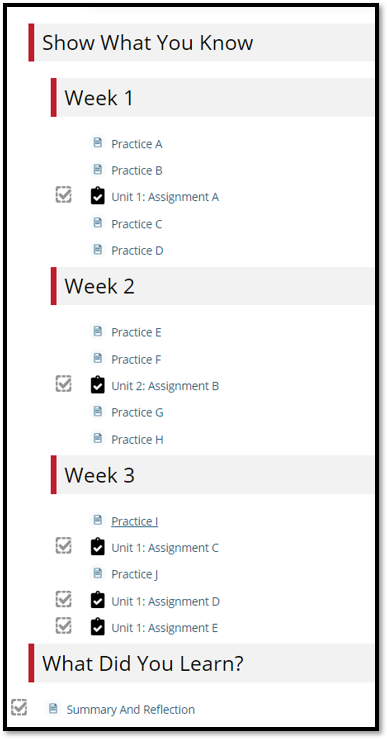 Show What You Know
Week 1
Practice A
Practice B
Unit 1: Assignment A
Practice C
Practice D
Week 2
Practice E
Practice F
Unit 2: Assignment B
Practice G
Practice H
Week 3
Practice I
Unit 1: Assignment C
Practice J
Unit 1: Assignment D
Unit 1: Assignment E
What Did You Learn?
Summary And Reflection